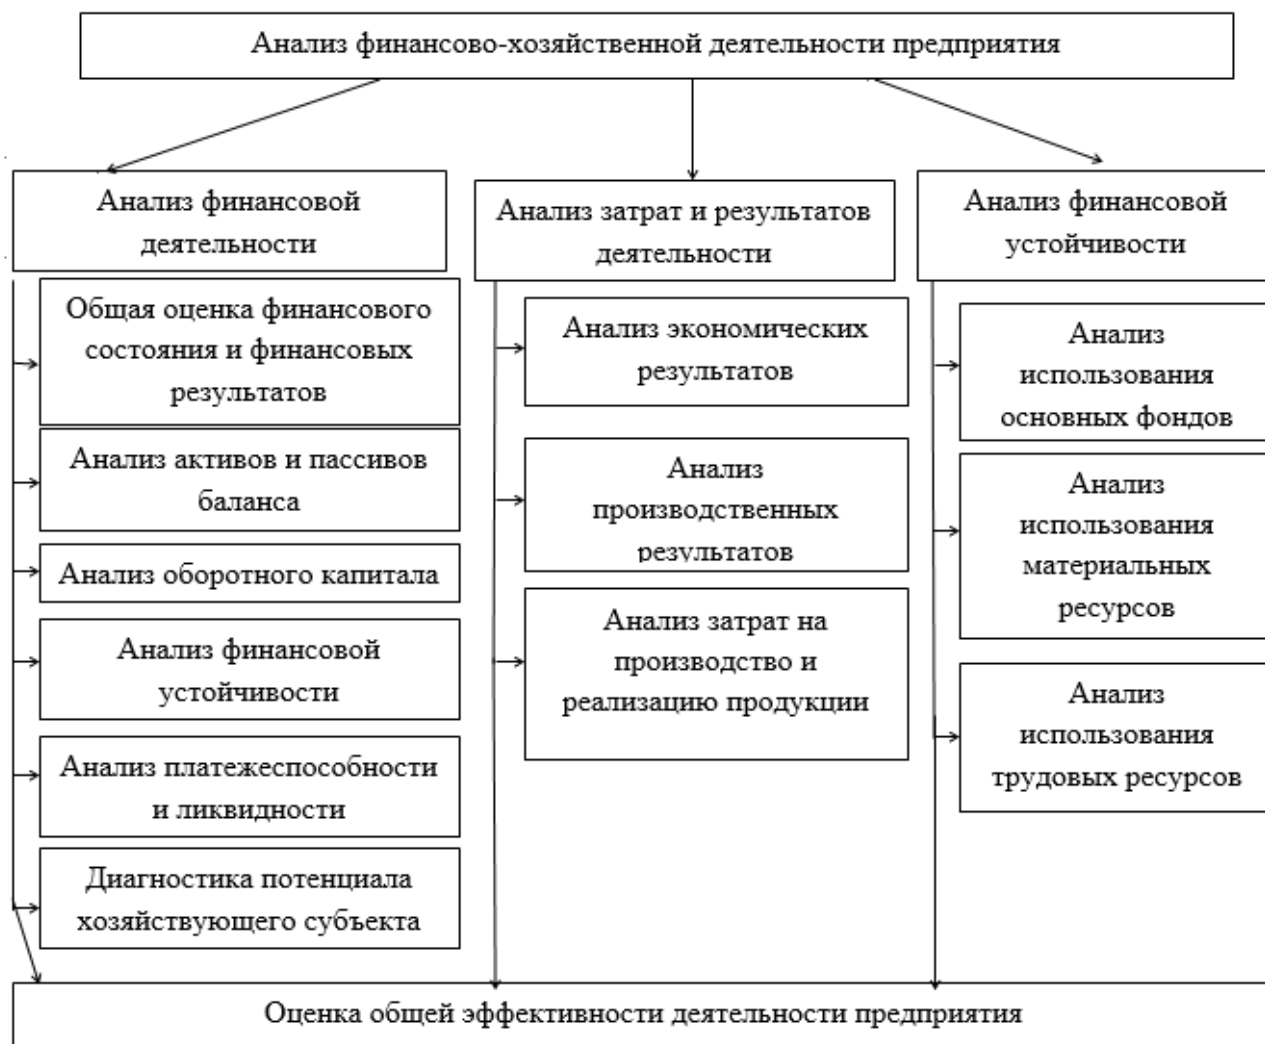 Анализ финансово-хозяйственной деятельности предприятия
Анализ финансовой
деятельности
Общая оценка финансового
состояния и финансовых
результатов
Анализ активов и пассивов
баланса
Анализ оборотного капитала
Анализ финансовой
устойчивости
Анализ платежеспособности
и ликвидности
Диагностика потенциала
хозяйствующего субъекта
Анализ затрат и результатов
деятельности
Анализ экономических
результатов
Анализ
производственных
результатов
Анализ затрат на
производство и
реализацию продукции
Анализ финансовой
устойчивости
Анализ
использования
основных фондов
Анализ
использования
материальных
ресурсов
Анализ
использования
трудовых ресурсов
Оценка общей эффективности деятельности предприятия